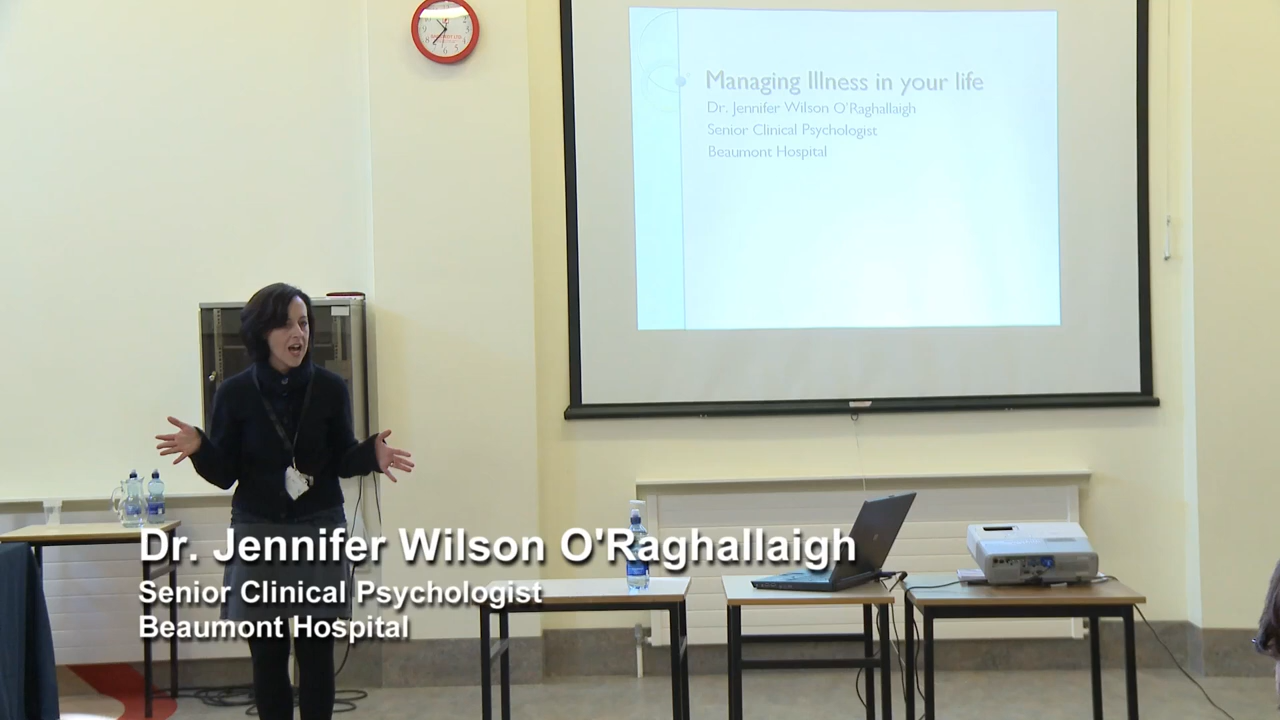 Managing Illness in your life
Dr. Jennifer Wilson O'Raghallaigh
Senior Clinical Psychologist
Beaumont Hospital
Dr. Jennifer Wilson O'Raghallaigh
Senior Clinical Psychologist
Beaumont Hospital